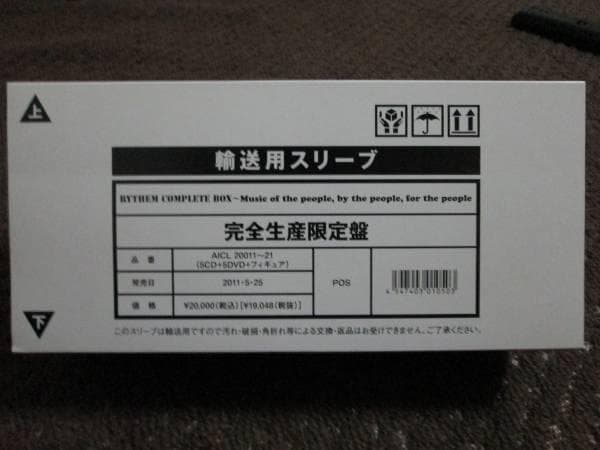 上
輸送用スリーブ
RYTHEM COMPLETE BOX～Music of the people, by the people, for the people
完全生産限定盤
品 番
AICL 20011～21
(5CD+5DVD+フィギュア)
発売日
2011・5・25
価 格
¥20,000(税込)[¥19,048(税抜)]
POS
4 547403 010503
下
このスリーブは輸送用ですので汚れ・破損・角折れ等による交換・返品はお受けできません。ご了承ください。